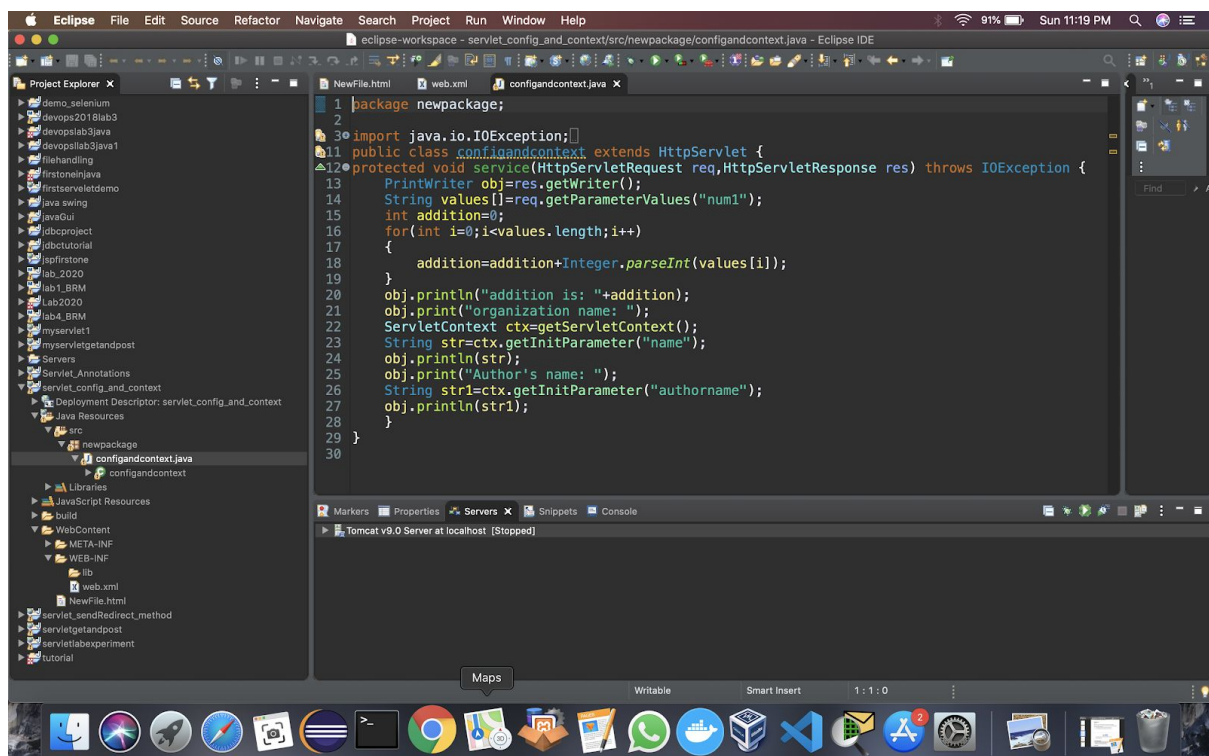 Eclipse File Edit Source Refactor Navigate Search Project Run Window Help 91% Sun 11:19 PM
eclipse-workspace - servlet_config_and_context/src/newpackage/configandcontext.java - Eclipse IDE
Project Explorer
demo_selenium
devops2018lab3
devopslab3java
devopsllab3java1
filehandling
firstoneinjava
firstserveletdemo
java swing
javaGui
jdbcproject
jdbctutorial
jspfirstone
lab_2020
lab1_BRM
Lab2020
lab4_BRM
myservlet1
myservletgetandpost
Servers
Servlet_Annotations
servlet_config_and_context
Deployment Descriptor: servlet_config_and_context
Java Resources
src
newpackage
configandcontext.java
configandcontext
Libraries
JavaScript Resources
build
WebContent
META-INF
WEB-INF
lib
web.xml
NewFile.html
servlet_sendRedirect_method
servletgetandpost
servletlabexperiment
tutorial
NewFile.html web.xml configandcontext.java
1 package newpackage;
2
3 import java.io.IOException;
11 public class configandcontext extends HttpServlet {
12 protected void service(HttpServletRequest req,HttpServletResponse res) throws IOException {
13 PrintWriter obj=res.getWriter();
14 String values[]=req.getParameterValues("num1");
15 int addition=0;
16 for(int i=0;i<values.length;i++)
17 {
18 addition=addition+Integer.parseInt(values[i]);
19 }
20 obj.println("addition is: "+addition);
21 obj.print("organization name: ");
22 ServletContext ctx=getServletContext();
23 String str=ctx.getInitParameter("name");
24 obj.println(str);
25 obj.print("Author's name: ");
26 String str1=ctx.getInitParameter("authorname");
27 obj.println(str1);
28 }
29 }
30
Find
Markers Properties Servers Snippets Console
Tomcat v9.0 Server at localhost [Stopped]
Writable Smart Insert 1 : 1 : 0
Maps
2